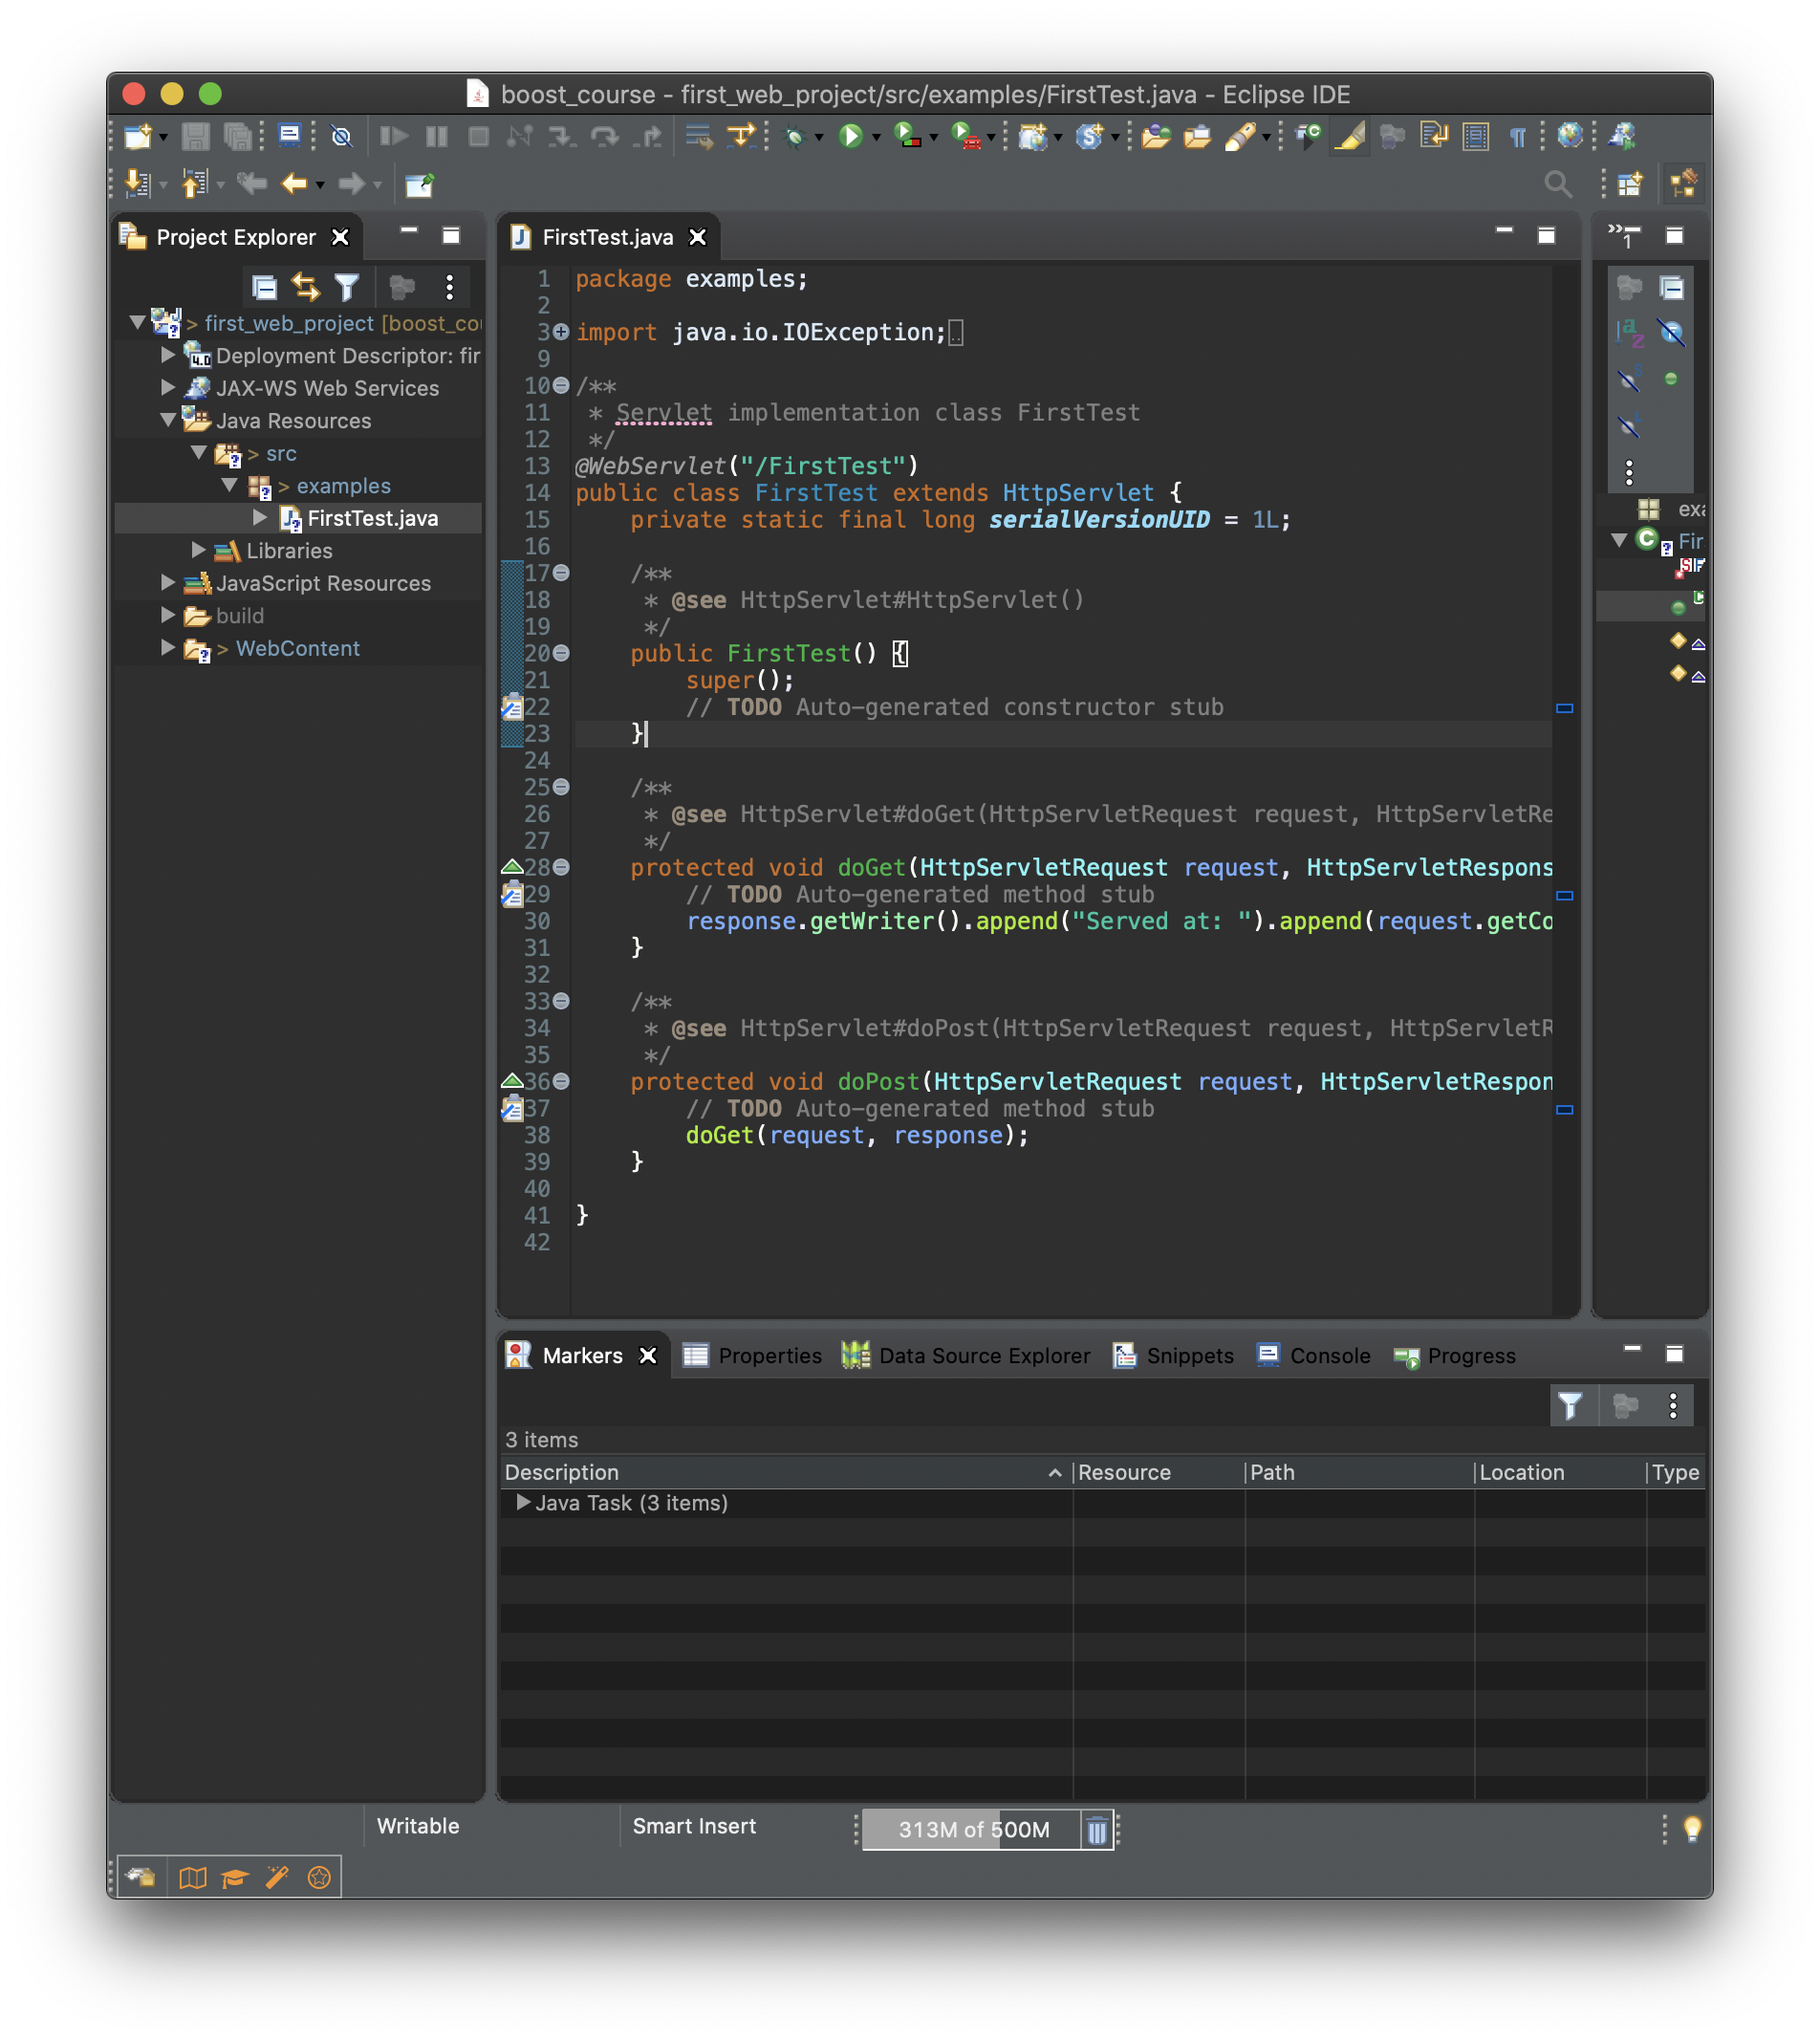 boost_course - first_web_project/src/examples/FirstTest.java - Eclipse IDE
Project Explorer
> first_web_project [boost_co
Deployment Descriptor: fir
JAX-WS Web Services
Java Resources
> src
> examples
FirstTest.java
Libraries
JavaScript Resources
build
> WebContent
FirstTest.java
1 package examples;
2
3 import java.io.IOException;
9
10 /**
11 * Servlet implementation class FirstTest
12 */
13 @WebServlet("/FirstTest")
14 public class FirstTest extends HttpServlet {
15 private static final long serialVersionUID = 1L;
16
17 /**
18 * @see HttpServlet#HttpServlet()
19 */
20 public FirstTest() {
21 super();
22 // TODO Auto-generated constructor stub
23 }
24
25 /**
26 * @see HttpServlet#doGet(HttpServletRequest request, HttpServletRe
27 */
28 protected void doGet(HttpServletRequest request, HttpServletRespons
29 // TODO Auto-generated method stub
30 response.getWriter().append("Served at: ").append(request.getCo
31 }
32
33 /**
34 * @see HttpServlet#doPost(HttpServletRequest request, HttpServletR
35 */
36 protected void doPost(HttpServletRequest request, HttpServletRespon
37 // TODO Auto-generated method stub
38 doGet(request, response);
39 }
40
41 }
42
1
exa
Fir
Markers Properties Data Source Explorer Snippets Console Progress
3 items
Description Resource Path Location Type
Java Task (3 items)
Writable Smart Insert 313M of 500M